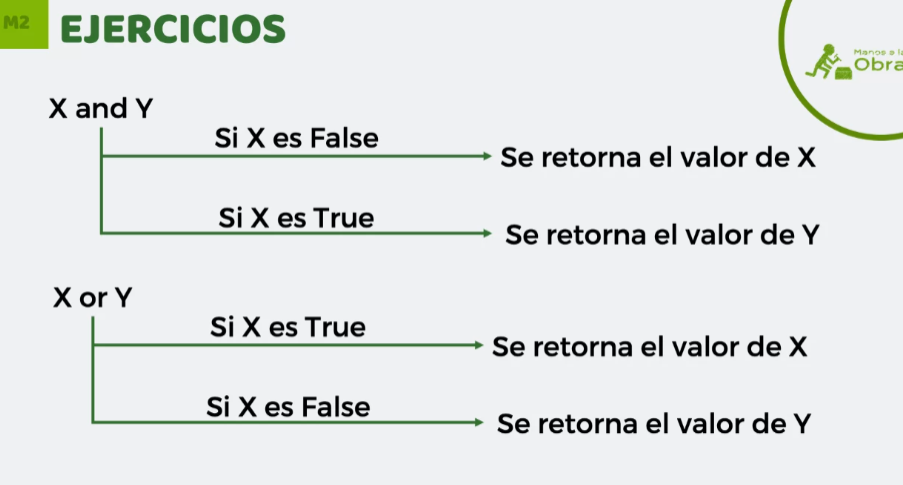 M2
EJERCICIOS
Manos a la
Obra
X and Y
Si X es False
Se retorna el valor de X
Si X es True
Se retorna el valor de Y
X or Y
Si X es True
Se retorna el valor de X
Si X es False
Se retorna el valor de Y